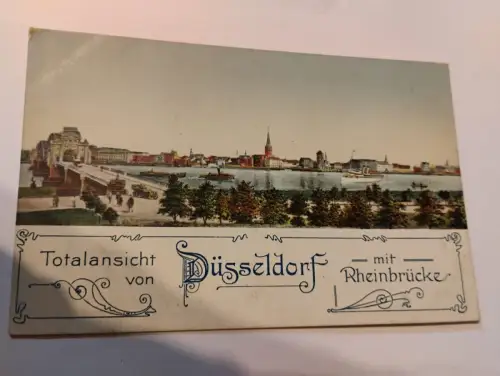 Totalansicht von Düsseldorf mit Rheinbrücke